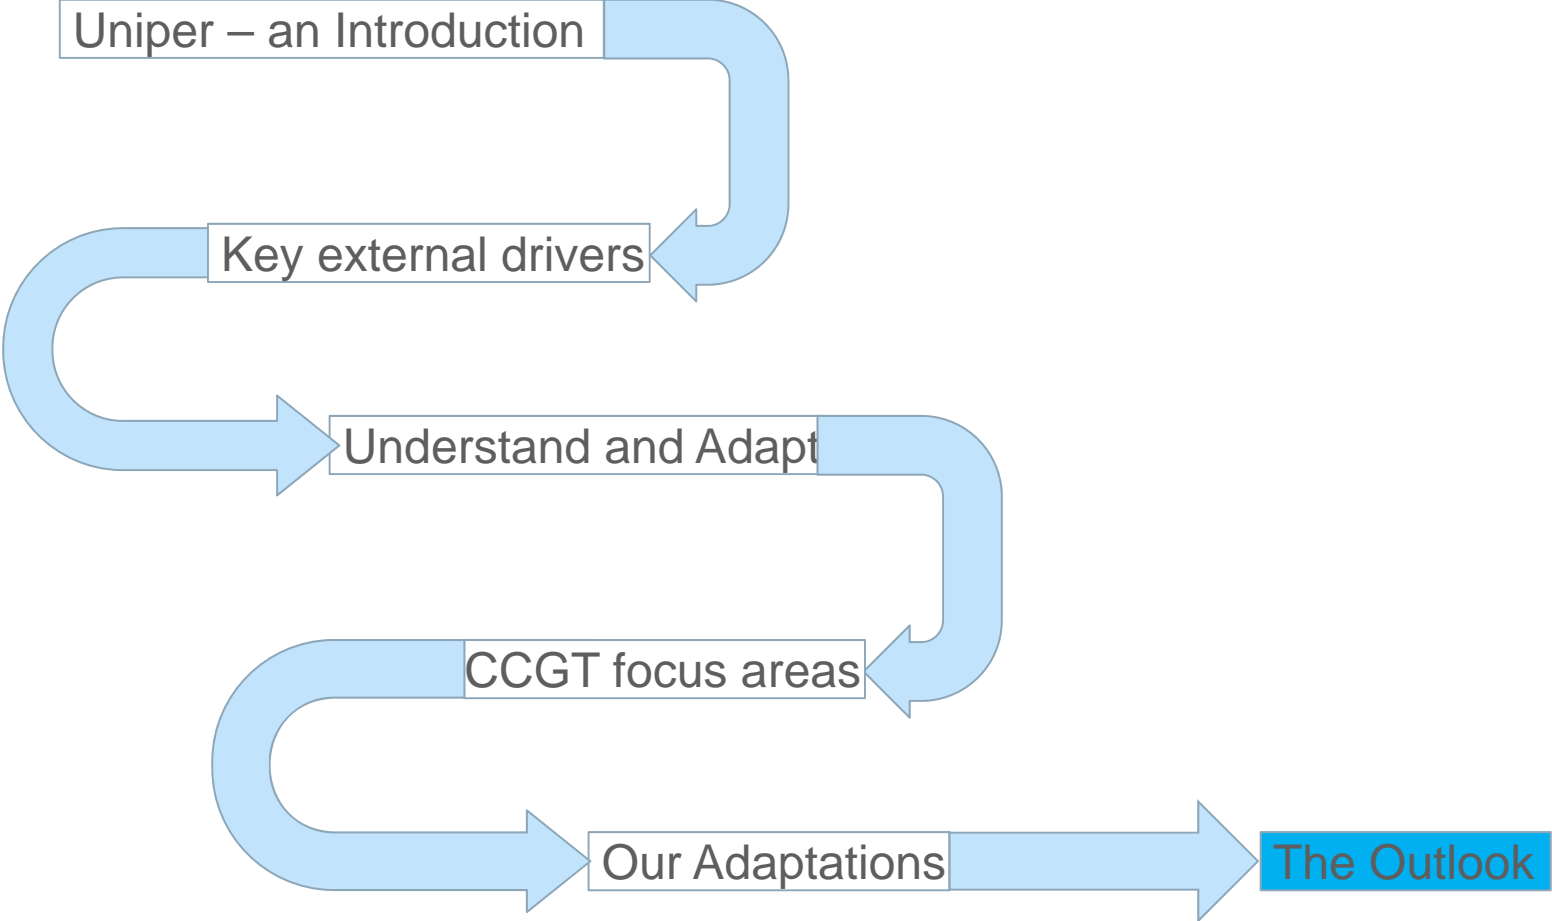 Uniper – an Introduction
Key external drivers
Understand and Adapt
CCGT focus areas
Our Adaptations
The Outlook